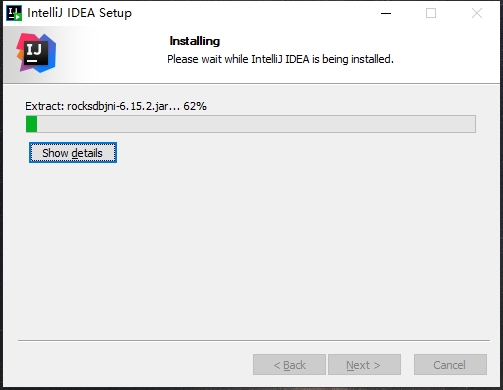 IntelliJ IDEA Setup
IJ
Installing
Please wait while IntelliJ IDEA is being installed.
Extract: rocksdbjni-6.15.2.jar... 62%
Show details
< Back
Next >
Cancel